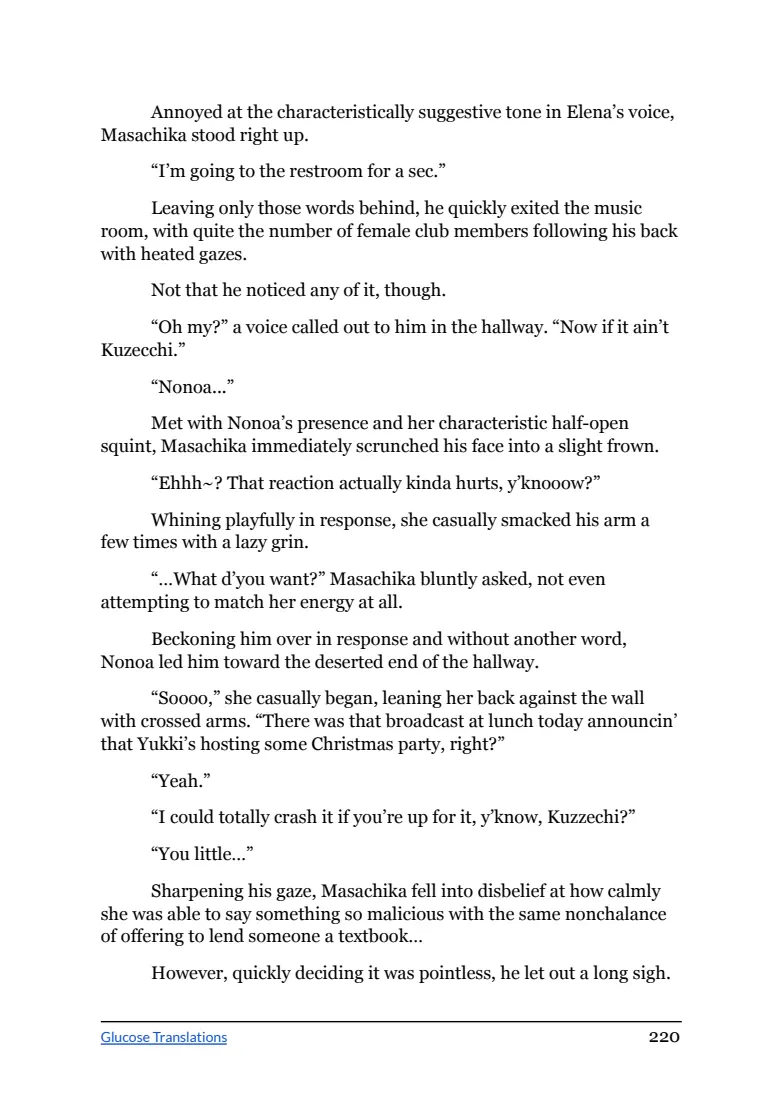 Annoyed at the characteristically suggestive tone in Elena’s voice,
Masachika stood right up.
“I’m going to the restroom for a sec.”
Leaving only those words behind, he quickly exited the music
room, with quite the number of female club members following his back
with heated gazes.
Not that he noticed any of it, though.
“Oh my?” a voice called out to him in the hallway. “Now if it ain’t
Kuzecchi.”
“Nonoa...”
Met with Nonoa’s presence and her characteristic half-open
squint, Masachika immediately scrunched his face into a slight frown.
“Ehhh~? That reaction actually kinda hurts, y’knooow?”
Whining playfully in response, she casually smacked his arm a
few times with a lazy grin.
“…What d’you want?” Masachika bluntly asked, not even
attempting to match her energy at all.
Beckoning him over in response and without another word,
Nonoa led him toward the deserted end of the hallway.
“Soooo,” she casually began, leaning her back against the wall
with crossed arms. “There was that broadcast at lunch today announcin’
that Yukki’s hosting some Christmas party, right?”
“Yeah.”
“I could totally crash it if you’re up for it, y’know, Kuzzechi?”
“You little…”
Sharpening his gaze, Masachika fell into disbelief at how calmly
she was able to say something so malicious with the same nonchalance
of offering to lend someone a textbook…
However, quickly deciding it was pointless, he let out a long sigh.
Glucose Translations 220